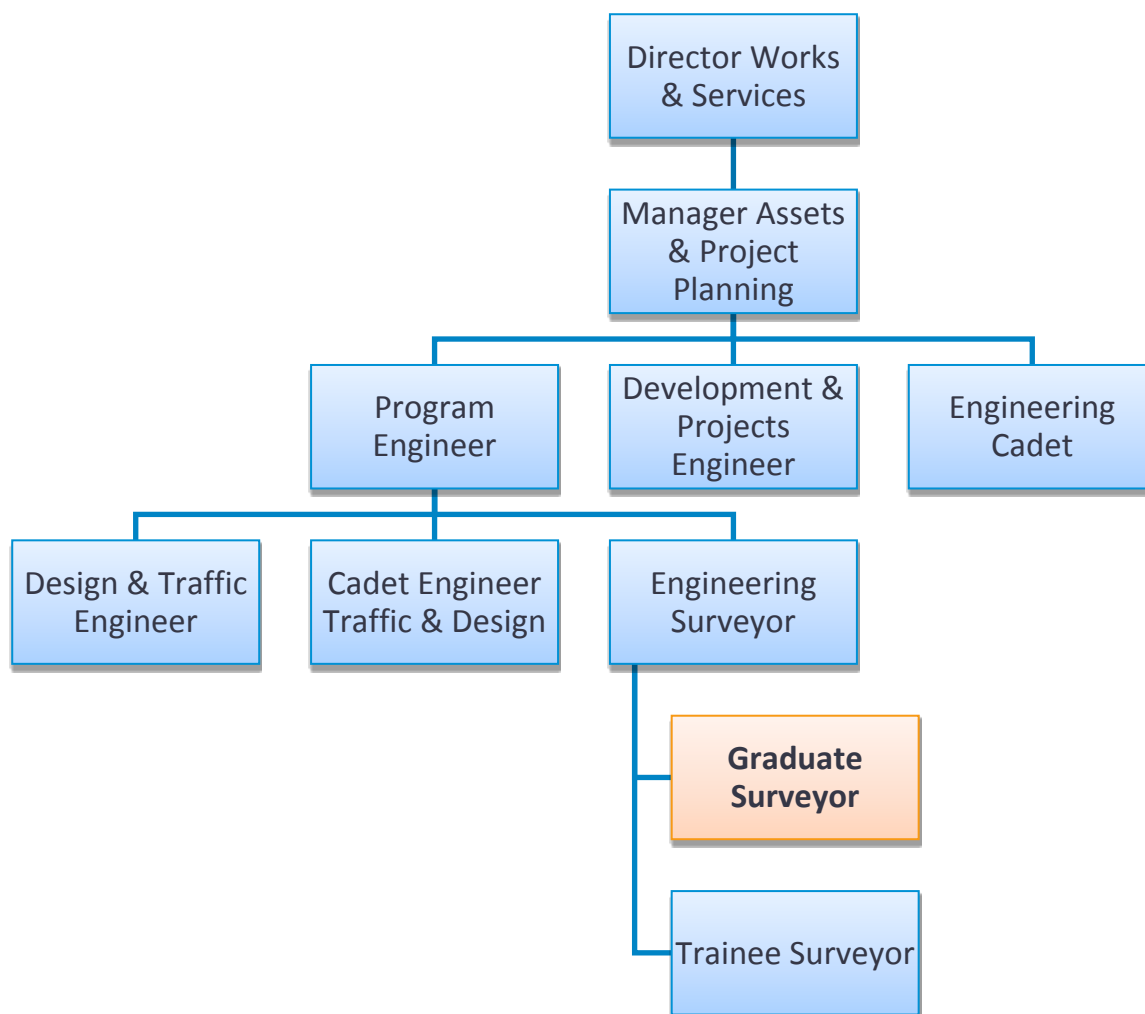 Director Works
& Services
Manager Assets
& Project
Planning
Program
Engineer
Development &
Projects
Engineer
Engineering
Cadet
Design & Traffic
Engineer
Cadet Engineer
Traffic & Design
Engineering
Surveyor
Graduate
Surveyor
Trainee Surveyor